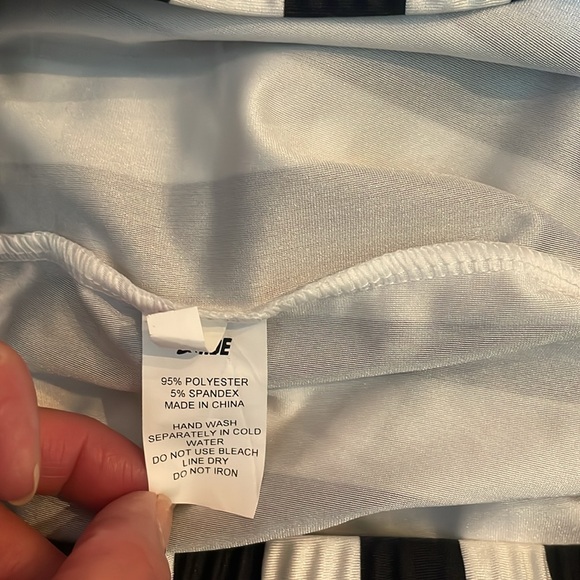 95% POLYESTER
5% SPANDEX
MADE IN CHINA
HAND WASH
SEPARATELY IN COLD
WATER
DO NOT USE BLEACH
LINE DRY
DO NOT IRON